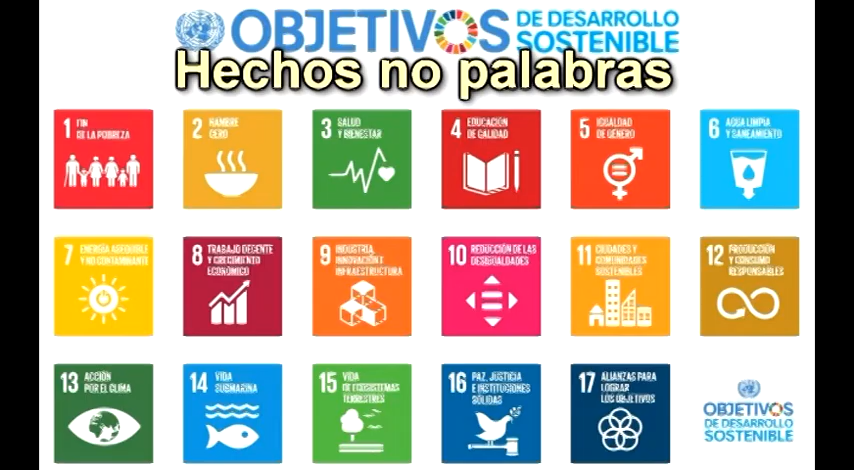 OBJETIVOS DE DESARROLLO
SOSTENIBLE
Hechos no palabras
1 FIN
DE LA POBREZA
2 HAMBRE
CERO
3 SALUD
Y BIENESTAR
4 EDUCACIÓN
DE CALIDAD
5 IGUALDAD
DE GÉNERO
6 AGUA LIMPIA
Y SANEAMIENTO
7 ENERGÍA ASEQUIBLE
Y NO CONTAMINANTE
8 TRABAJO DECENTE
Y CRECIMIENTO
ECONÓMICO
9 INDUSTRIA,
INNOVACIÓN E
INFRAESTRUCTURA
10 REDUCCIÓN DE LAS
DESIGUALDADES
11 CIUDADES Y
COMUNIDADES
SOSTENIBLES
12 PRODUCCIÓN
Y CONSUMO
RESPONSABLES
13 ACCIÓN
POR EL CLIMA
14 VIDA
SUBMARINA
15 VIDA
DE ECOSISTEMAS
TERRESTRES
16 PAZ, JUSTICIA
E INSTITUCIONES
SÓLIDAS
17 ALIANZAS PARA
LOGRAR
LOS OBJETIVOS
OBJETIVOS
DE DESARROLLO
SOSTENIBLE